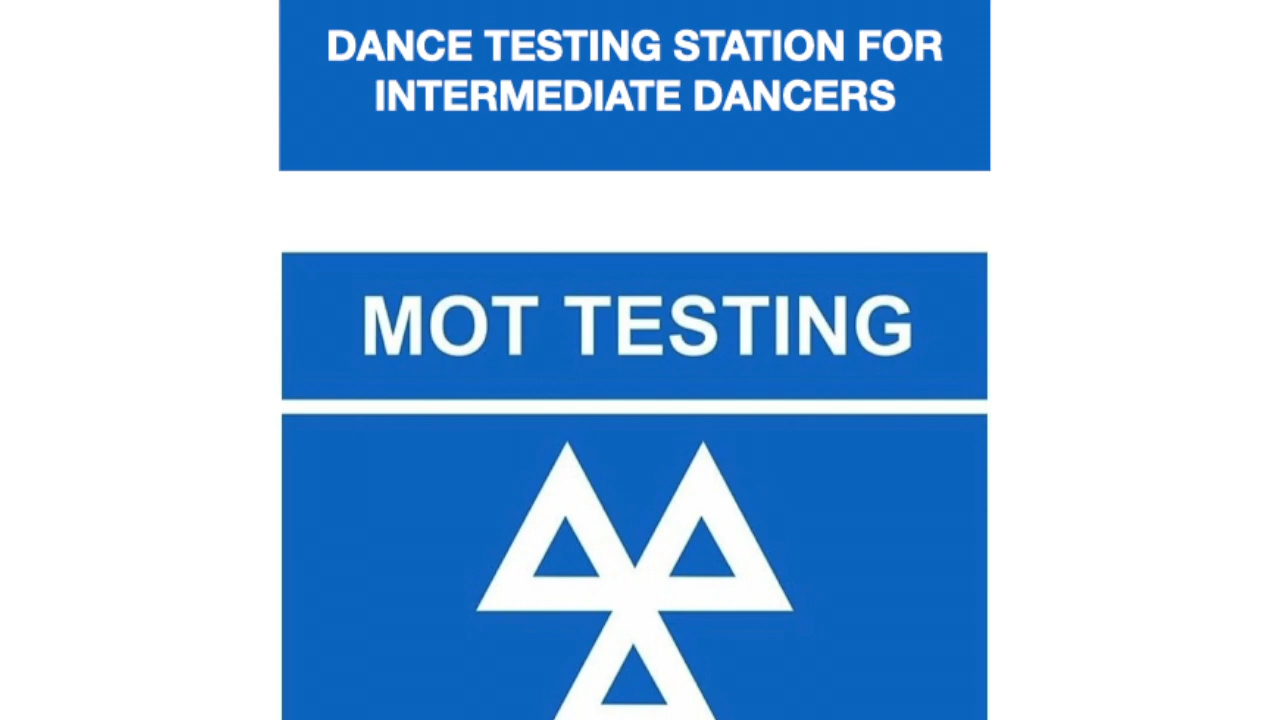 DANCE TESTING STATION FOR
INTERMEDIATE DANCERS
MOT TESTING